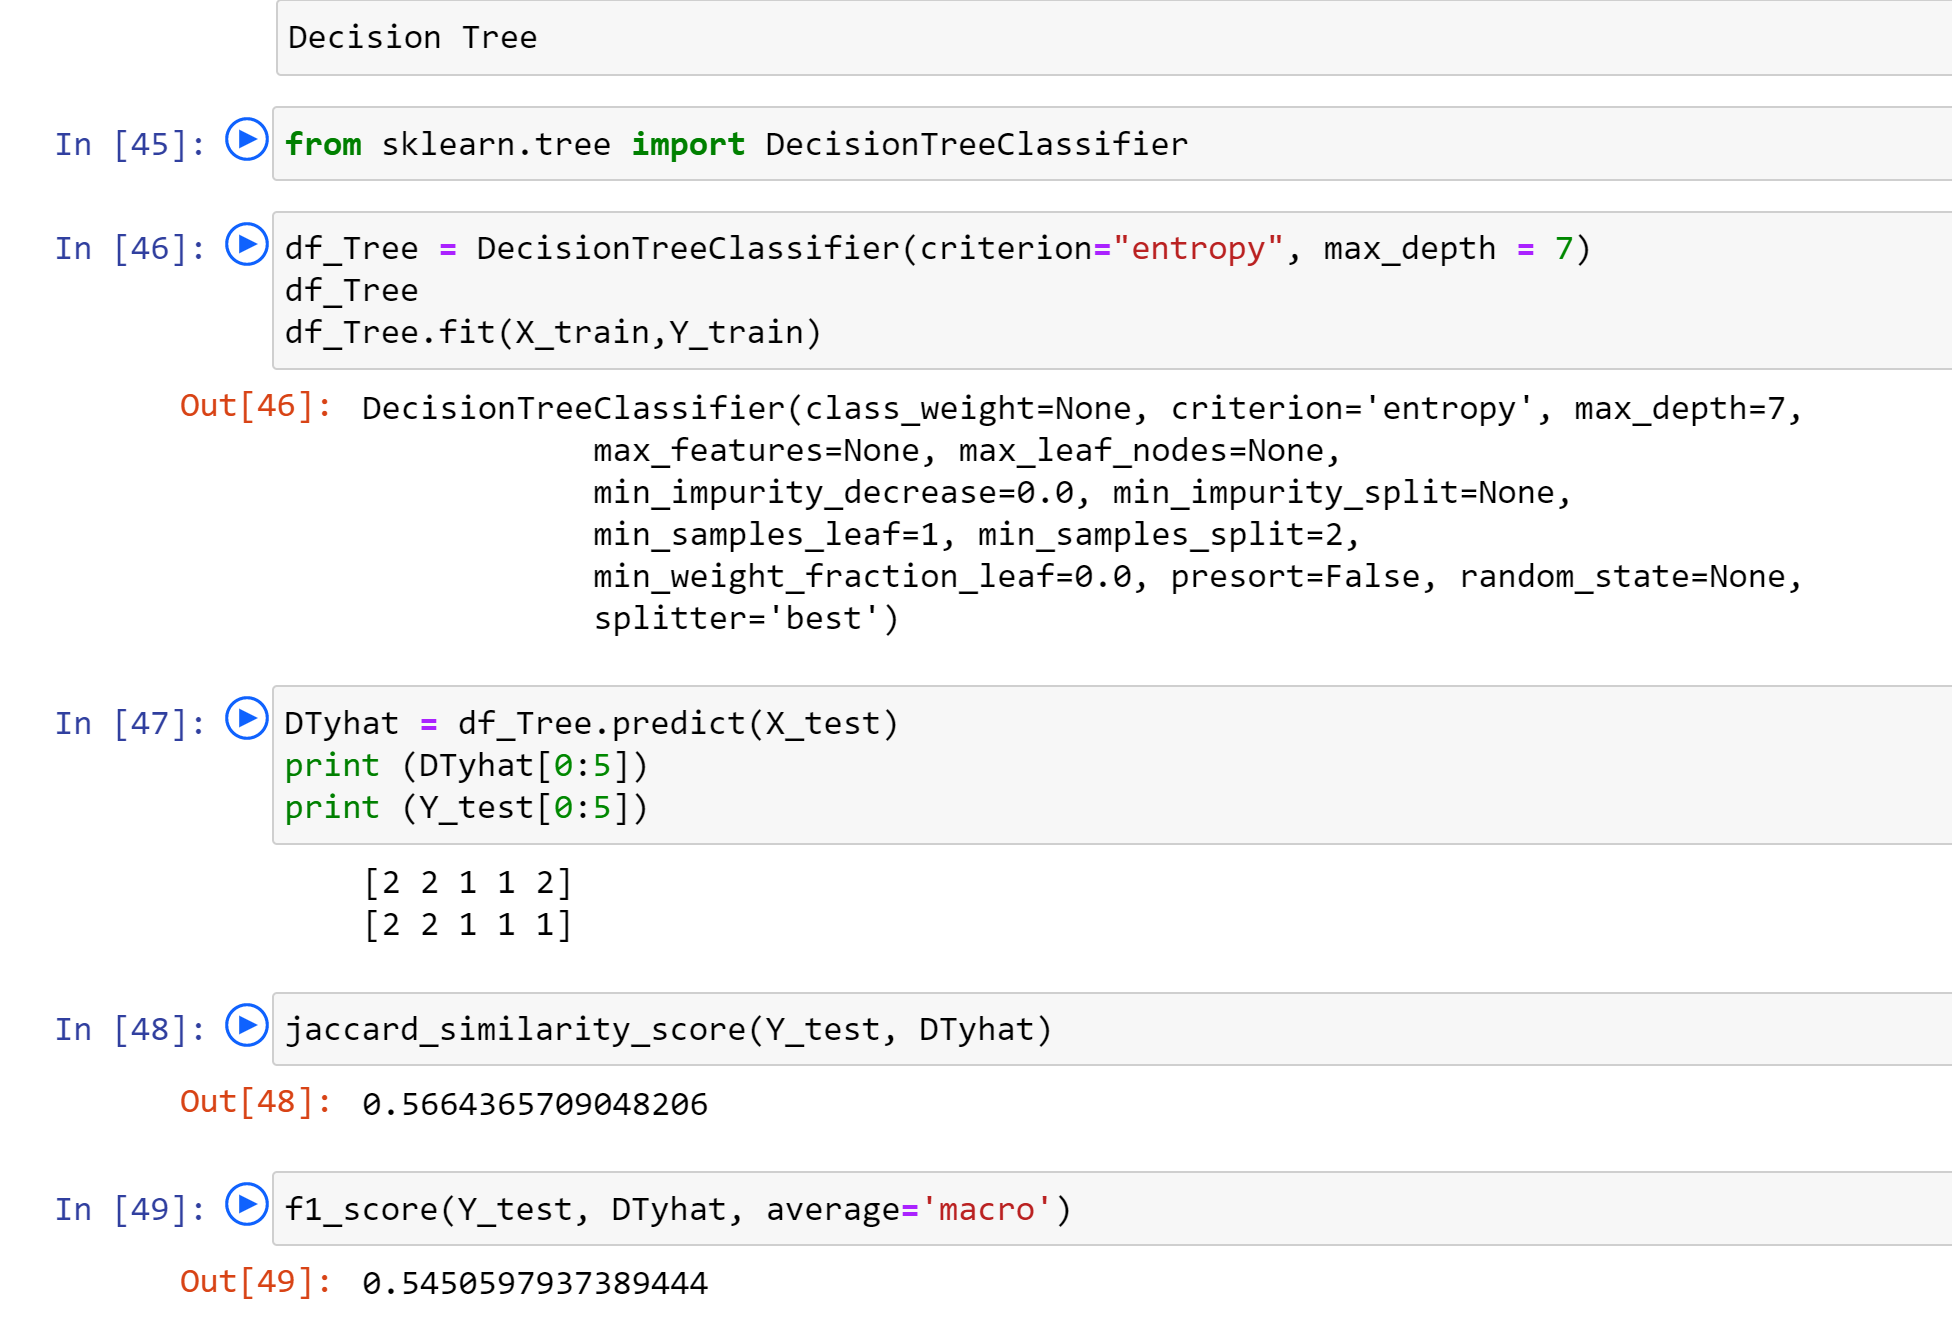 Decision Tree
In [45]: from sklearn.tree import DecisionTreeClassifier
In [46]: df_Tree = DecisionTreeClassifier(criterion="entropy", max_depth = 7)
df_Tree
df_Tree.fit(X_train,Y_train)
Out[46]: DecisionTreeClassifier(class_weight=None, criterion='entropy', max_depth=7,
max_features=None, max_leaf_nodes=None,
min_impurity_decrease=0.0, min_impurity_split=None,
min_samples_leaf=1, min_samples_split=2,
min_weight_fraction_leaf=0.0, presort=False, random_state=None,
splitter='best')
In [47]: DTyhat = df_Tree.predict(X_test)
print (DTyhat[0:5])
print (Y_test[0:5])
[2 2 1 1 2]
[2 2 1 1 1]
In [48]: jaccard_similarity_score(Y_test, DTyhat)
Out[48]: 0.5664365709048206
In [49]: f1_score(Y_test, DTyhat, average='macro')
Out[49]: 0.5450597937389444